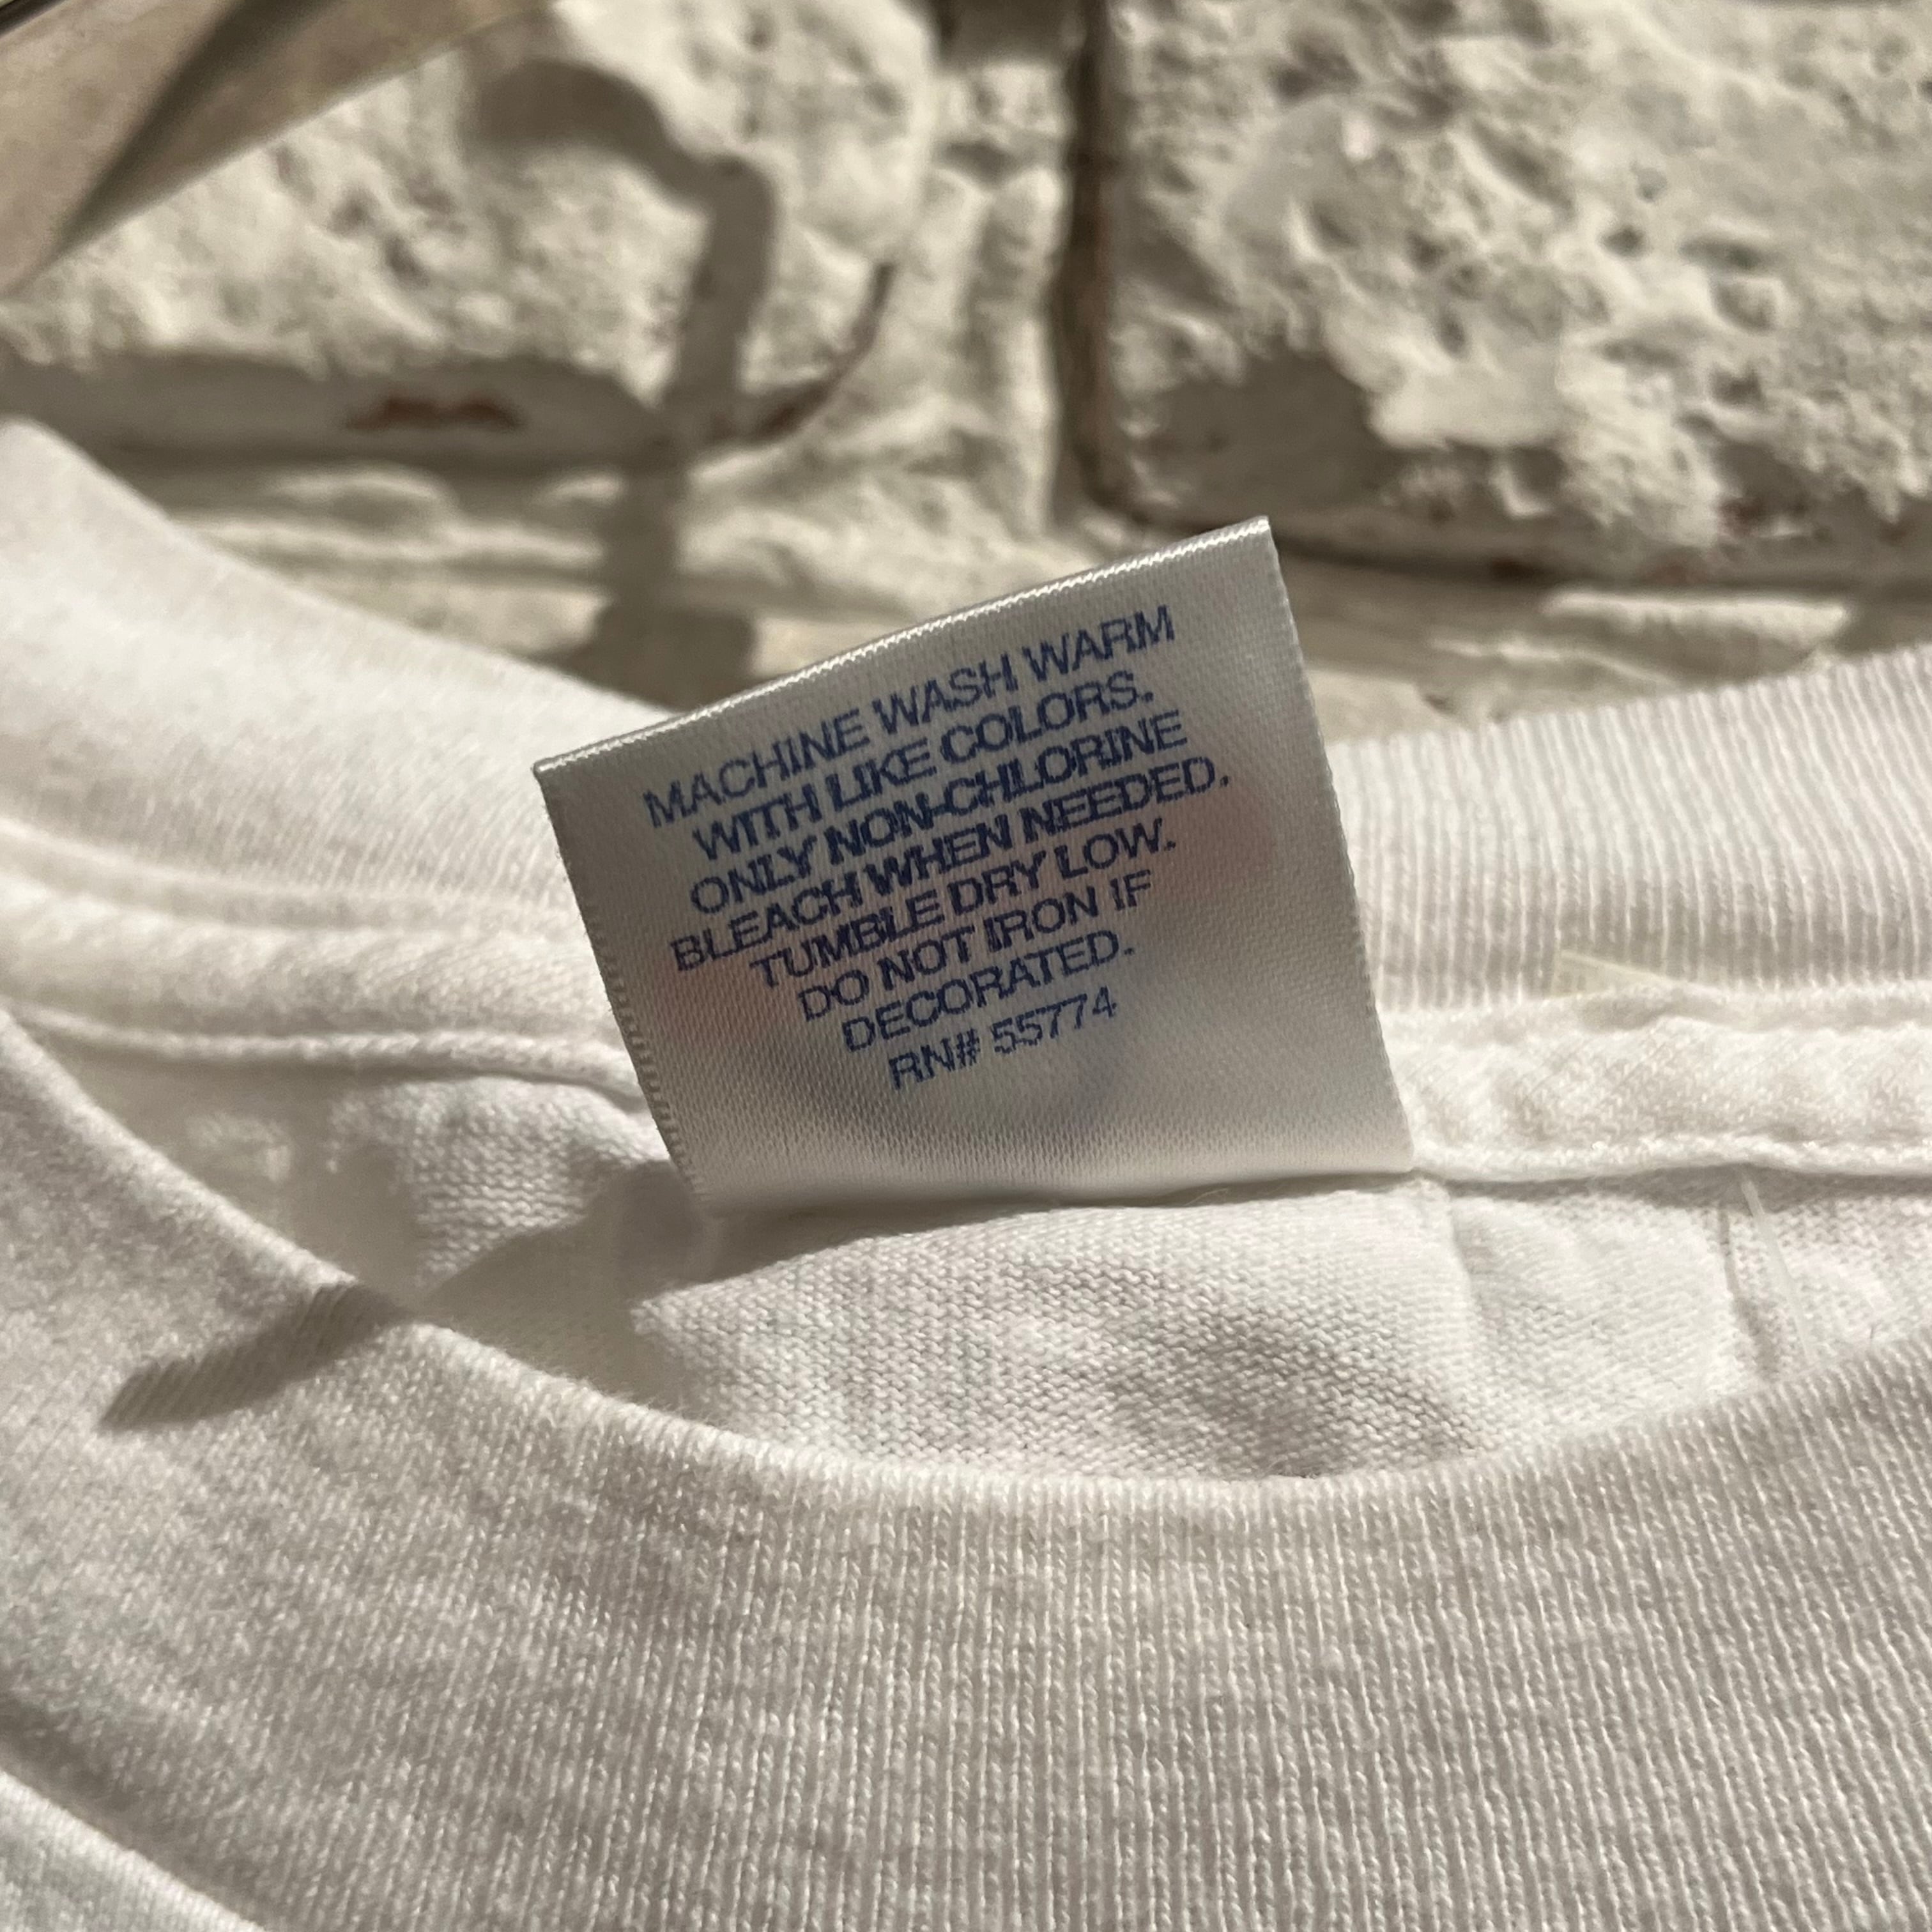 MACHINE WASH WARM
WITH LIKE COLORS.
ONLY NON-CHLORINE
BLEACH WHEN NEEDED.
TUMBLE DRY LOW.
DO NOT IRON IF
DECORATED.
RN# 55774